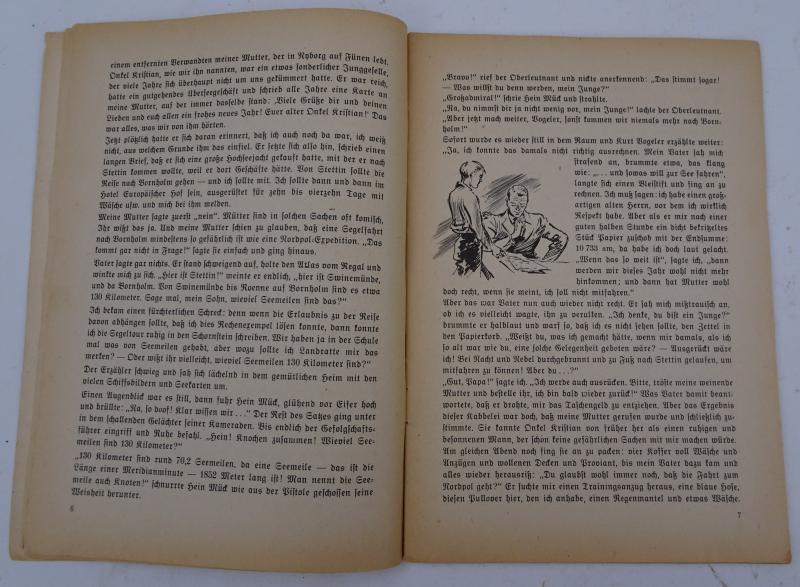 einem entfernten Verwandten meiner Mutter, der in Nyborg auf Fünen lebt.
Onkel Kristian, wie wir ihn nannten, war ein etwas sonderlicher Junggeselle,
der viele Jahre sich überhaupt nicht um uns gekümmert hatte. Er war reich,
hatte ein gutgehendes Überseegeschäft und schrieb alle Jahre eine Karte an
meine Mutter, auf der immer dasselbe stand: ‚Viele Grüße dir und deinen
Lieben und euch allen ein frohes neues Jahr! Euer alter Onkel Kristian!' Das
war alles, was wir von ihm hörten.
Jetzt plötzlich hatte er sich daran erinnert, daß ich auch noch da war, ich weiß
nicht, aus welchem Grunde ihm das einfiel. Er setzte sich also hin, schrieb einen
langen Brief, daß er sich eine große Hochseejacht gekauft hatte, mit der er nach
Stettin kommen wollte, weil er dort Geschäfte hatte. Von Stettin sollte die
Reise nach Bornholm gehen — und ich sollte mit. Ich sollte dann und dann im
Hotel Europäischer Hof sein, ausgerüstet für zehn bis vierzehn Tage mit
Wäsche usw. und mich bei ihm melden.
Meine Mutter sagte zuerst „nein“. Mütter sind in solchen Sachen oft komisch,
Ihr wißt das ja. Und meine Mutter schien zu glauben, daß eine Segelfahrt
nach Bornholm mindestens so gefährlich ist wie eine Nordpol-Expedition. „Das
kommt gar nicht in Frage!“ sagte sie einfach und ging hinaus.
Vater sagte gar nichts. Er stand schweigend auf, holte den Atlas vom Regal und
winkte mich zu sich. „Hier ist Stettin!“ meinte er endlich, „hier ist Swinemünde,
und da Bornholm. Von Swinemünde bis Roenne auf Bornholm sind es etwa
130 Kilometer. Sage mal, mein Sohn, wieviel Seemeilen sind das?“
Ich bekam einen fürchterlichen Schreck: denn wenn die Erlaubnis zu der Reise
davon abhängen sollte, daß ich dies Rechenexempel lösen konnte, dann konnte
ich die Segeltour ruhig in den Schornstein schreiben. Wir haben ja in der Schule
mal was von Seemeilen gehabt, aber wozu sollte ich Landratte mir das
merken? — Oder wißt ihr vielleicht, wieviel Seemeilen 130 Kilometer sind?“
Der Erzähler schwieg und sah sich lächelnd in dem gemütlichen Heim mit den
vielen Schiffsbildern und Seekarten um.
Einen Augenblick war es still, dann fuhr Hein Mück, glühend vor Eifer hoch
und brüllte: „Na, so doof! Klar wissen wir . . .“ Der Rest des Satzes ging unter
in dem schallenden Gelächter seiner Kameraden. Bis endlich der Gefolgschafts-
führer eingriff und Ruhe befahl. „Hein! Knochen zusammen! Wieviel See-
meilen sind 130 Kilometer?“
„130 Kilometer sind rund 70,2 Seemeilen, da eine Seemeile — das ist die
Länge einer Meridianminute — 1852 Meter lang ist! Man nennt die See-
meile auch Knoten!“ schnurrte Hein Mück wie aus der Pistole geschossen seine
Weisheit herunter.
6
„Bravo!“ rief der Oberleutnant und nickte anerkennend: „Das stimmt sogar!
— Was willst du denn werden, mein Junge?“
„Großadmiral!“ schrie Hein Mück und strahlte.
„Na, du nimmst dir ja nicht wenig vor, mein Junge!“ lachte der Oberleutnant.
„Aber jetzt mach weiter, Vogeler, sonst kommen wir niemals mehr nach Born-
holm!“
Sofort wurde es wieder still in dem Raum und Kurt Vogeler erzählte weiter:
„Ja, ich konnte das damals nicht richtig ausrechnen. Mein Vater sah mich
strafend an, brummte etwa, das klang
wie: ‚. . . und sowas will zur See fahren',
langte sich einen Bleistift und fing an zu
rechnen. Ich muß sagen: ich habe einen groß-
artigen alten Herrn, vor dem ich wirklich
Respekt habe. Aber als er mir nach einer
guten halben Stunde ein dicht bekritzeltes
Stück Papier zuschob mit der Endsumme:
10 733 sm, da habe ich doch laut gelacht.
„Wenn das so weit ist“, sagte ich, „dann
werden wir dieses Jahr wohl nicht mehr
hinkommen; und dann hat Mutter wohl
doch recht, wenn sie meint, ich soll nicht mitfahren.“
Aber das war Vater nun auch wieder nicht recht. Er sah mich mißtrauisch an,
ob ich es vielleicht wagte, ihn zu veralken. „Ich denke, du bist ein Junge?“
brummte er halblaut und warf so, daß ich es nicht sehen sollte, den Zettel in
den Papierkorb. „Weißt du, was ich gemacht hätte, wenn mir damals, als ich
so alt war wie du, eine solche Gelegenheit geboten wäre? — Ausgerückt wäre
ich! Bei Nacht und Nebel durchgebrannt und zu Fuß nach Stettin gelaufen, um
mitfahren zu können! Aber du . . .?“
„Gut, Papa!“ sagte ich. „Ich werde auch ausrücken. Bitte, tröste meine weinende
Mutter und bestelle ihr, ich bin bald wieder zurück!“ Was Vater damit beant-
wortete, daß er drohte, mir das Taschengeld zu entziehen. Aber das Ergebnis
dieser Kabbelei war doch, daß meine Mutter gerufen wurde und schließlich zu-
stimmte. Sie kannte Onkel Kristian von früher her als einen ruhigen und
besonnenen Mann, der schon keine gefährlichen Sachen mit mir machen würde.
Am gleichen Abend noch fing sie an zu packen: vier Koffer voll Wäsche und
Anzügen und wollenen Decken und Proviant, bis mein Vater dazu kam und
alles wieder herausriß: „Du glaubst wohl immer noch, daß die Fahrt zum
Nordpol geht?“ Er suchte mir einen Trainingsanzug heraus, eine blaue Hose,
diesen Pullover hier, den ich anhabe, einen Regenmantel und etwas Wäsche.
7